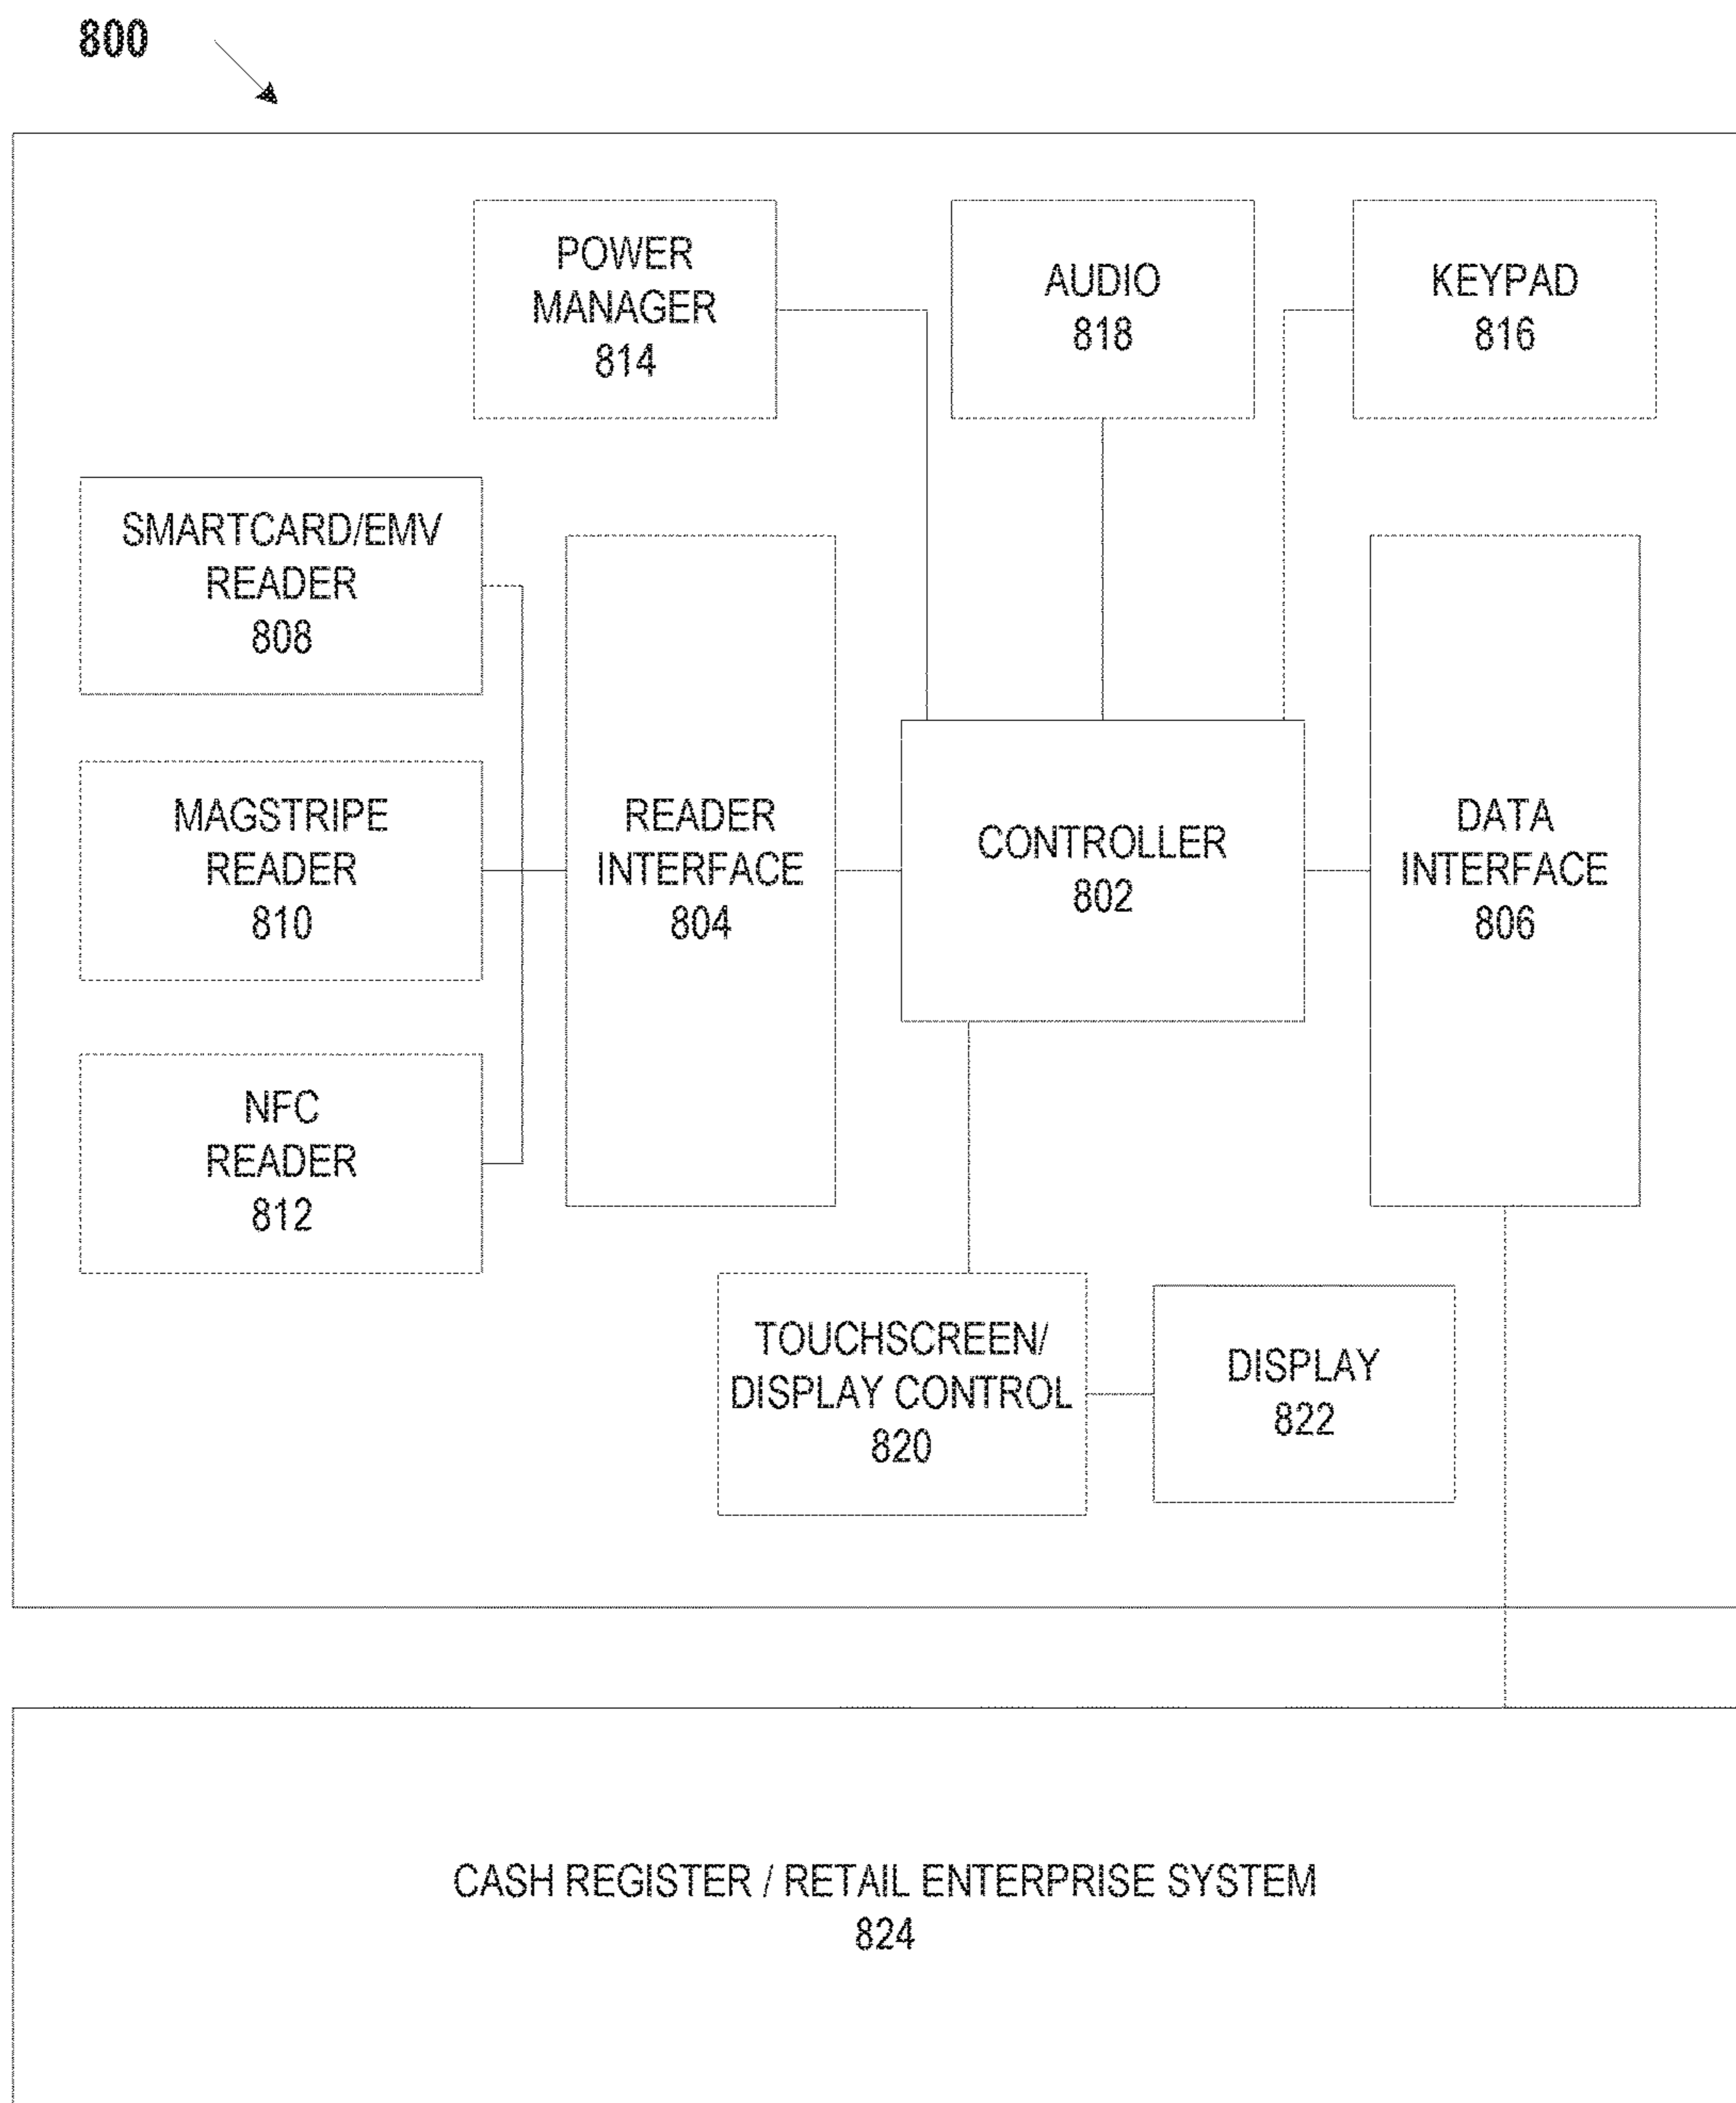 800
POWER
MANAGER
814
AUDIO
818
KEYPAD
816
SMARTCARD/EMV
READER
808
MAGSTRIPE
READER
810
NFC
READER
812
READER
INTERFACE
804
CONTROLLER
802
DATA
INTERFACE
806
TOUCHSCREEN/
DISPLAY CONTROL
820
DISPLAY
822
CASH REGISTER / RETAIL ENTERPRISE SYSTEM
824